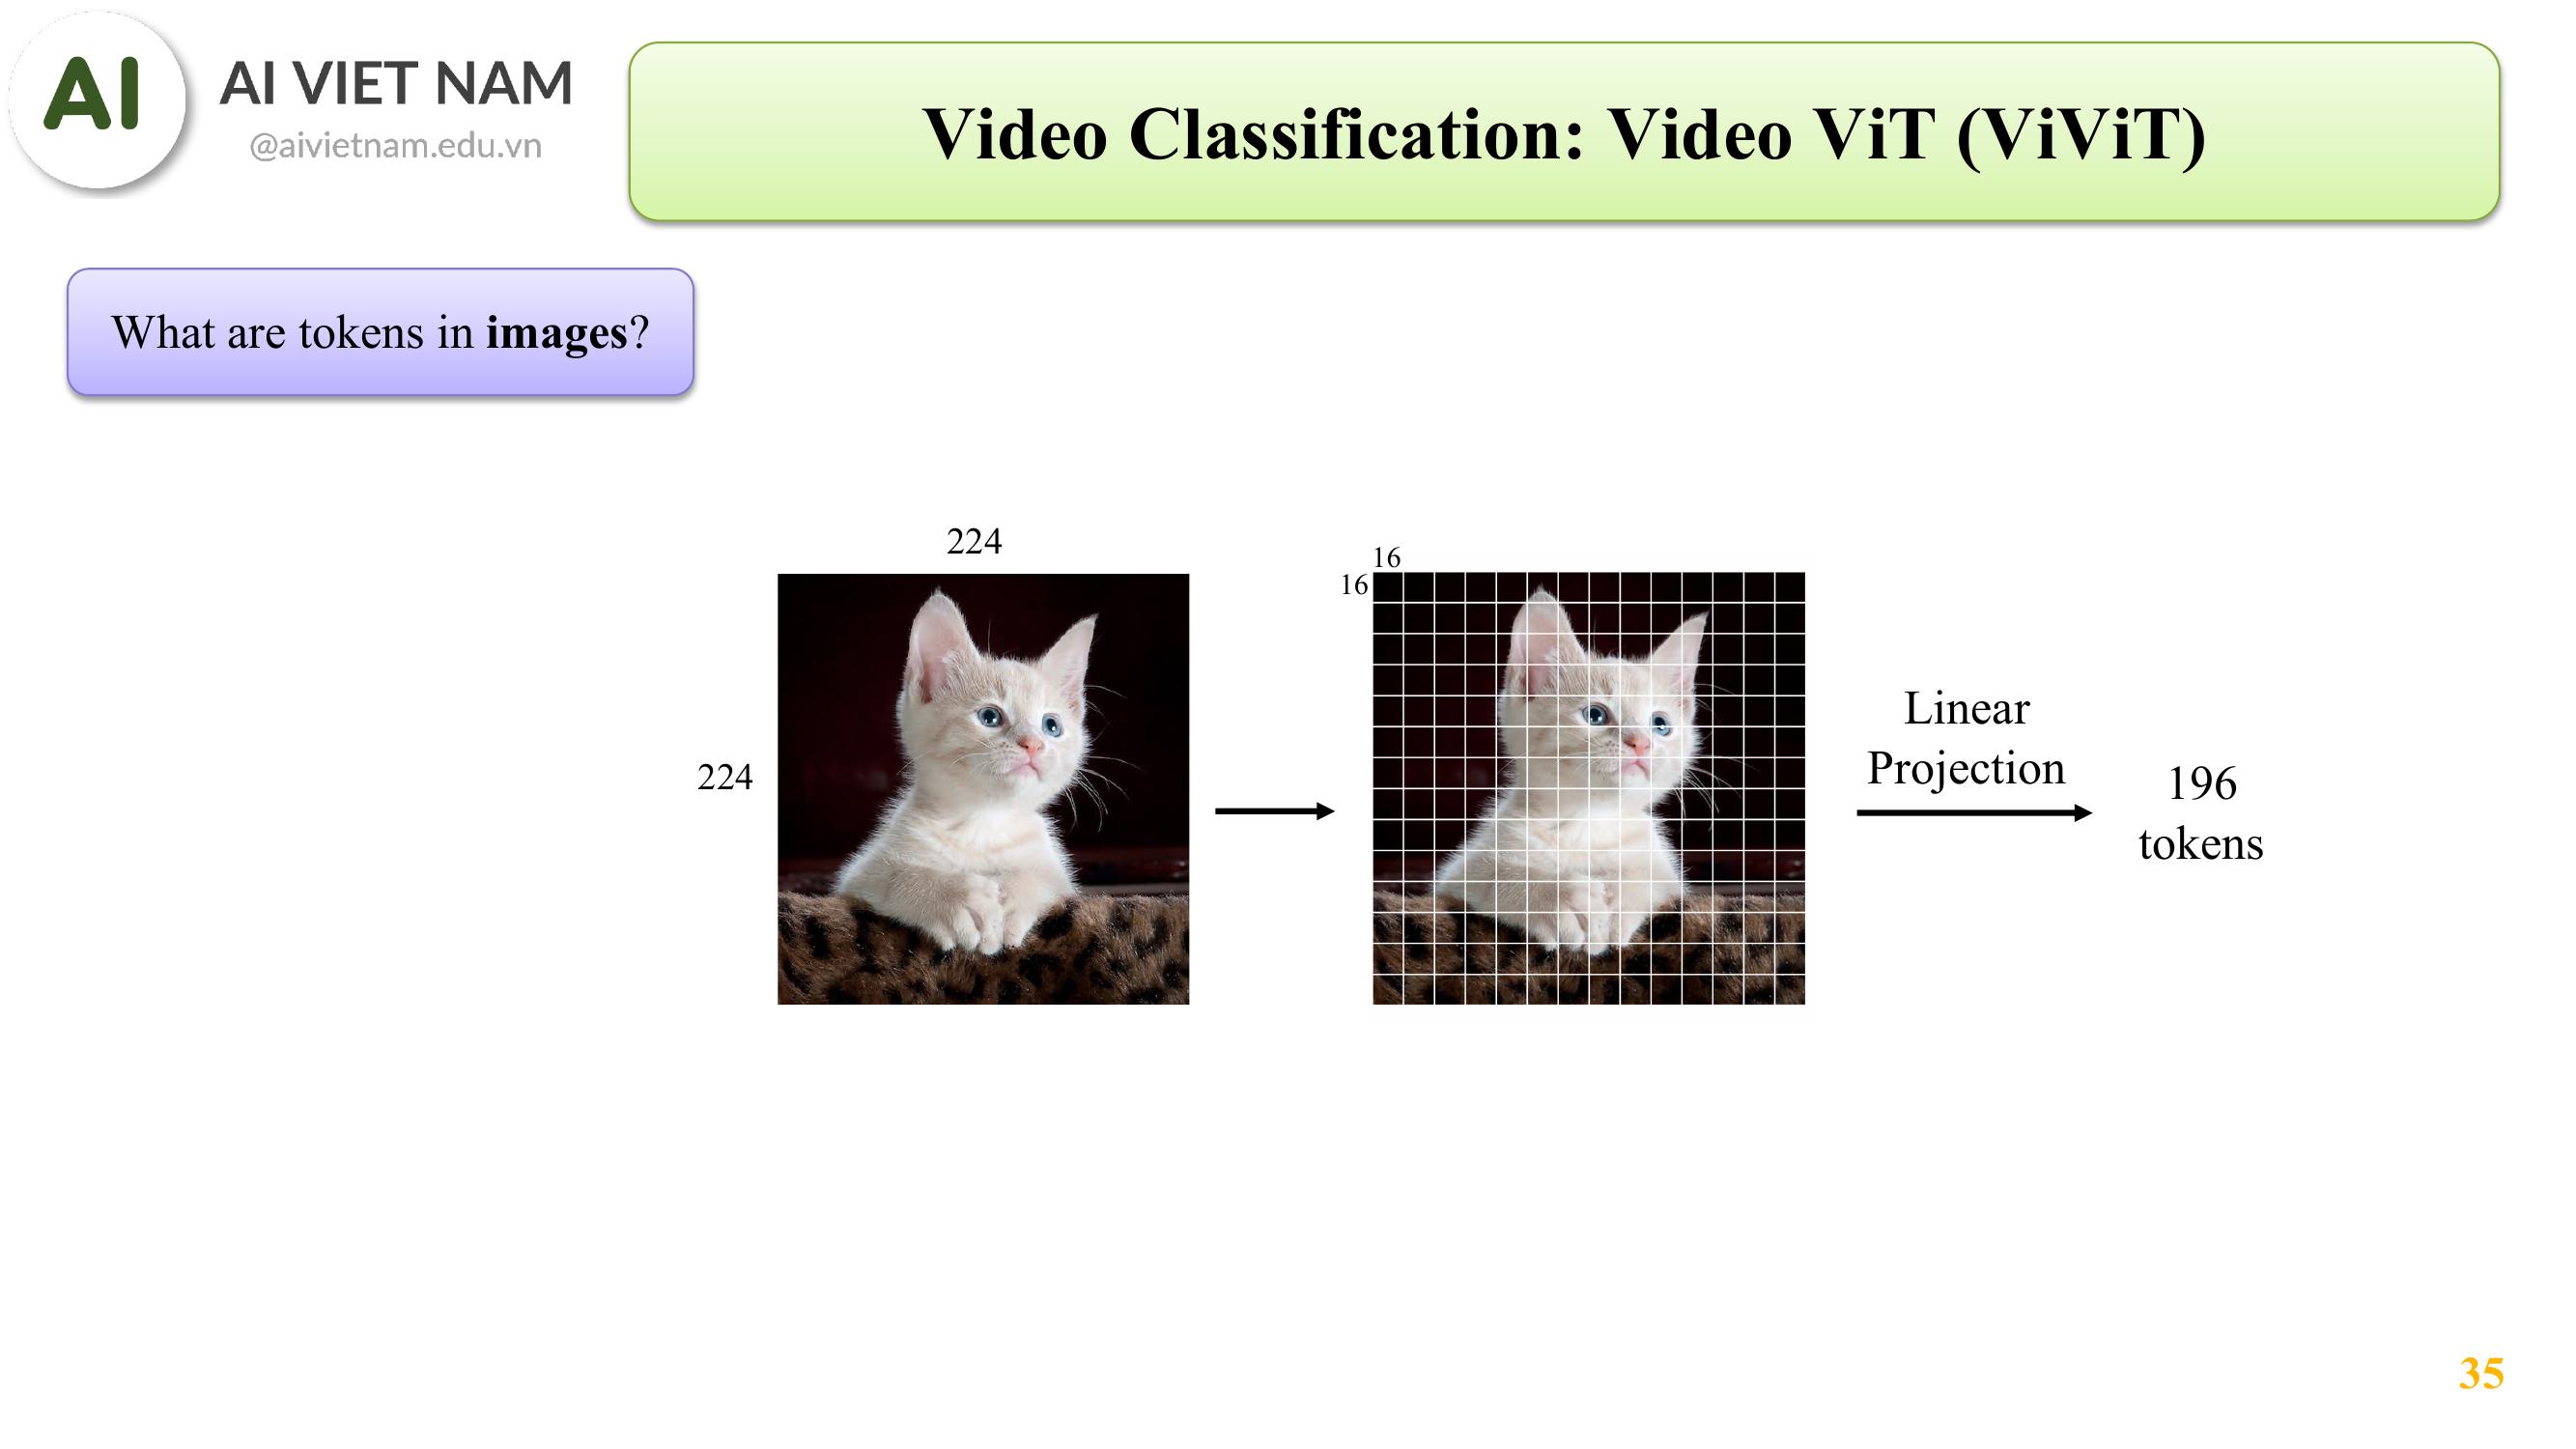 AI
AI VIET NAM
@aivietnam.edu.vn
Video Classification: Video ViT (ViViT)
What are tokens in images?
224
224
16
16
Linear
Projection
196
tokens
35